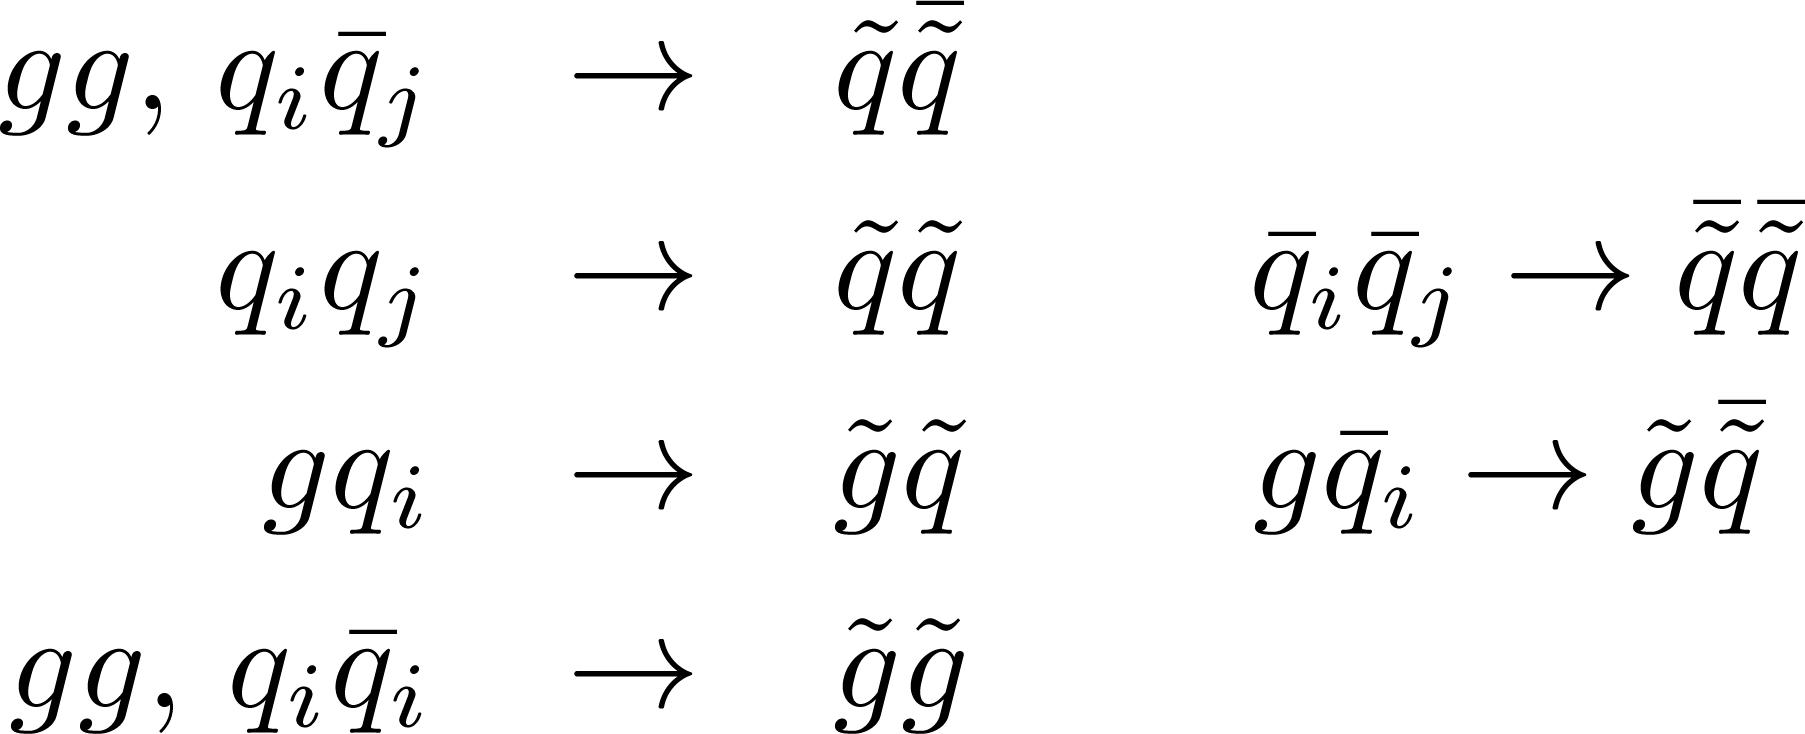 gg, q_i q̄_j → q̃ q̃̄
q_i q_j → q̃ q̃ q̄_i q̄_j → q̃̄ q̃̄
g q_i → g̃ q̃ g q̄_i → g̃ q̃̄
gg, q_i q̄_i → g̃ g̃